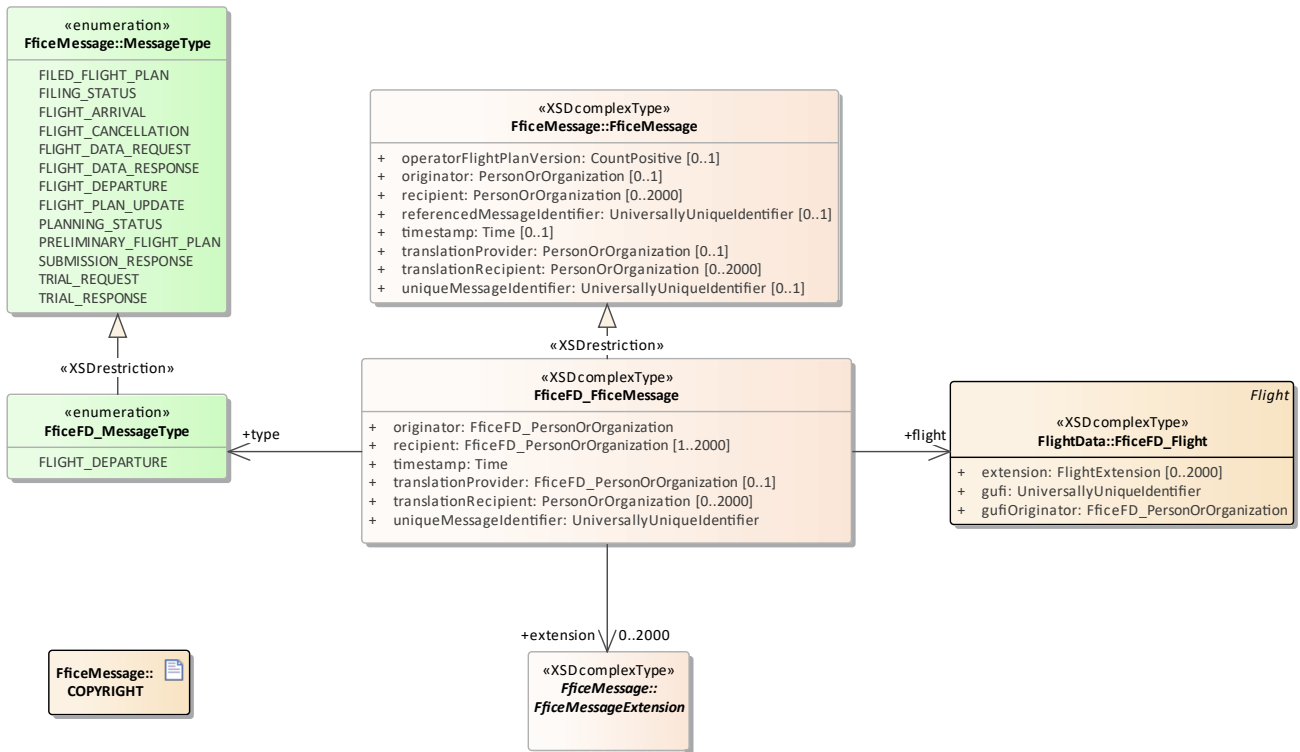 «enumeration»
FficeMessage::MessageType
FILED_FLIGHT_PLAN
FILING_STATUS
FLIGHT_ARRIVAL
FLIGHT_CANCELLATION
FLIGHT_DATA_REQUEST
FLIGHT_DATA_RESPONSE
FLIGHT_DEPARTURE
FLIGHT_PLAN_UPDATE
PLANNING_STATUS
PRELIMINARY_FLIGHT_PLAN
SUBMISSION_RESPONSE
TRIAL_REQUEST
TRIAL_RESPONSE
«XSDcomplexType»
FficeMessage::FficeMessage
+ operatorFlightPlanVersion: CountPositive [0..1]
+ originator: PersonOrOrganization [0..1]
+ recipient: PersonOrOrganization [0..2000]
+ referencedMessageIdentifier: UniversallyUniqueIdentifier [0..1]
+ timestamp: Time [0..1]
+ translationProvider: PersonOrOrganization [0..1]
+ translationRecipient: PersonOrOrganization [0..2000]
+ uniqueMessageIdentifier: UniversallyUniqueIdentifier [0..1]
«XSDrestriction»
«XSDrestriction»
«enumeration»
FficeFD_MessageType
FLIGHT_DEPARTURE
+type
«XSDcomplexType»
FficeFD_FficeMessage
+ originator: FficeFD_PersonOrOrganization
+ recipient: FficeFD_PersonOrOrganization [1..2000]
+ timestamp: Time
+ translationProvider: FficeFD_PersonOrOrganization [0..1]
+ translationRecipient: PersonOrOrganization [0..2000]
+ uniqueMessageIdentifier: UniversallyUniqueIdentifier
+flight
Flight
«XSDcomplexType»
FlightData::FficeFD_Flight
+ extension: FlightExtension [0..2000]
+ gufi: UniversallyUniqueIdentifier
+ gufiOriginator: FficeFD_PersonOrOrganization
+extension 0..2000
«XSDcomplexType»
FficeMessage::
FficeMessageExtension
FficeMessage::
COPYRIGHT